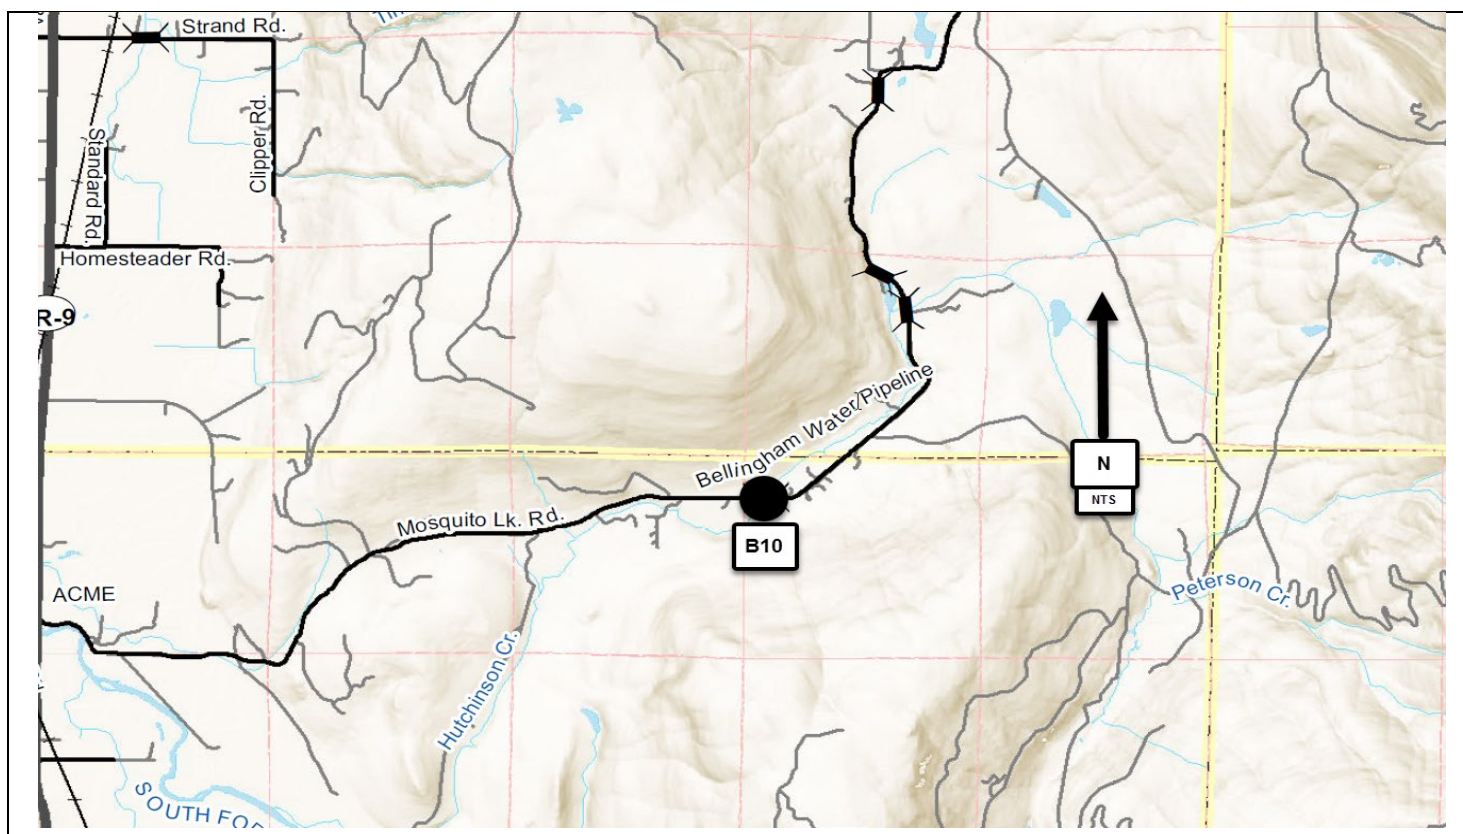 Strand Rd.
Clipper Rd.
Standard Rd.
Homesteader Rd.
R-9
Bellingham Water Pipeline
N
NTS
Mosquito Lk. Rd.
B10
ACME
Peterson Cr.
Hutchinson Cr.
SOUTH FOR